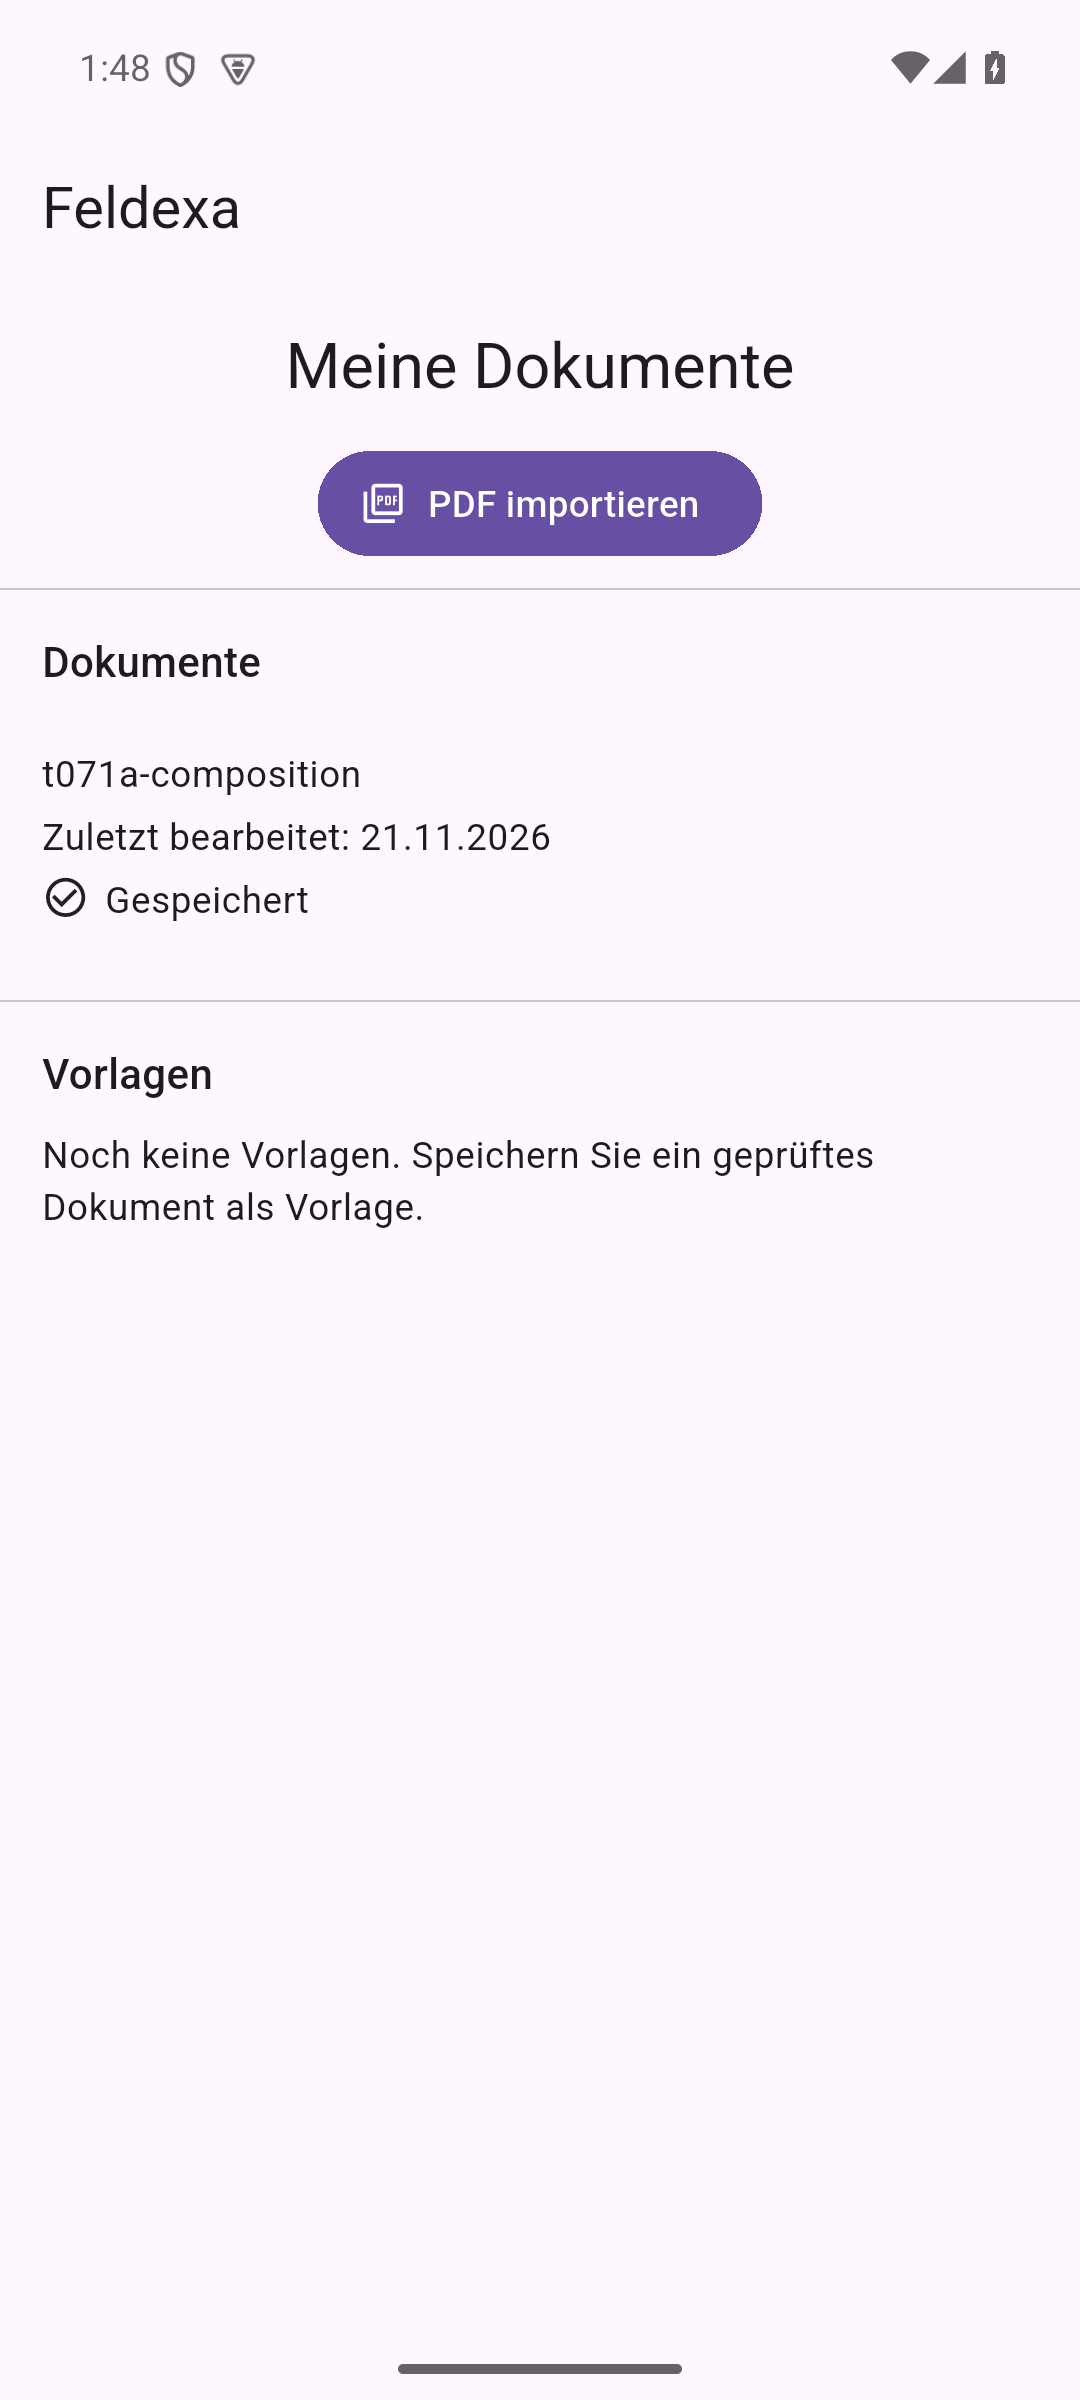 1:48
Feldexa
Meine Dokumente
PDF importieren
Dokumente
t071a-composition
Zuletzt bearbeitet: 21.11.2026
Gespeichert
Vorlagen
Noch keine Vorlagen. Speichern Sie ein geprüftes
Dokument als Vorlage.